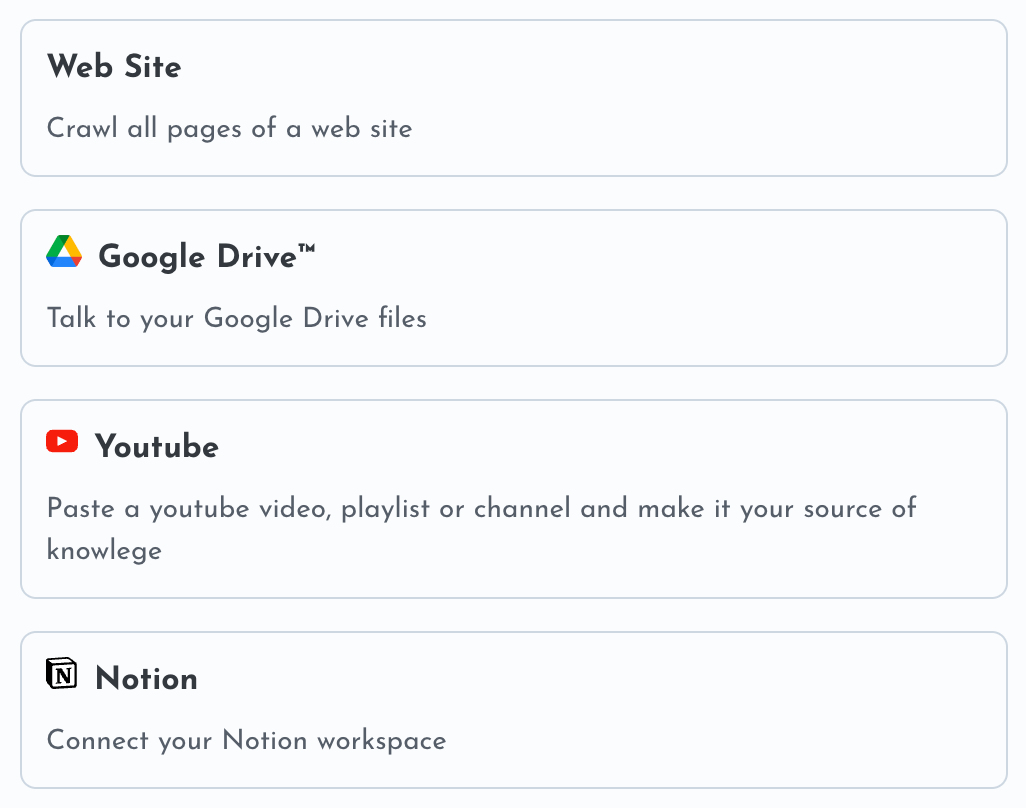 Web Site
Crawl all pages of a web site
Google Drive™
Talk to your Google Drive files
Youtube
Paste a youtube video, playlist or channel and make it your source of
knowlege
Notion
Connect your Notion workspace